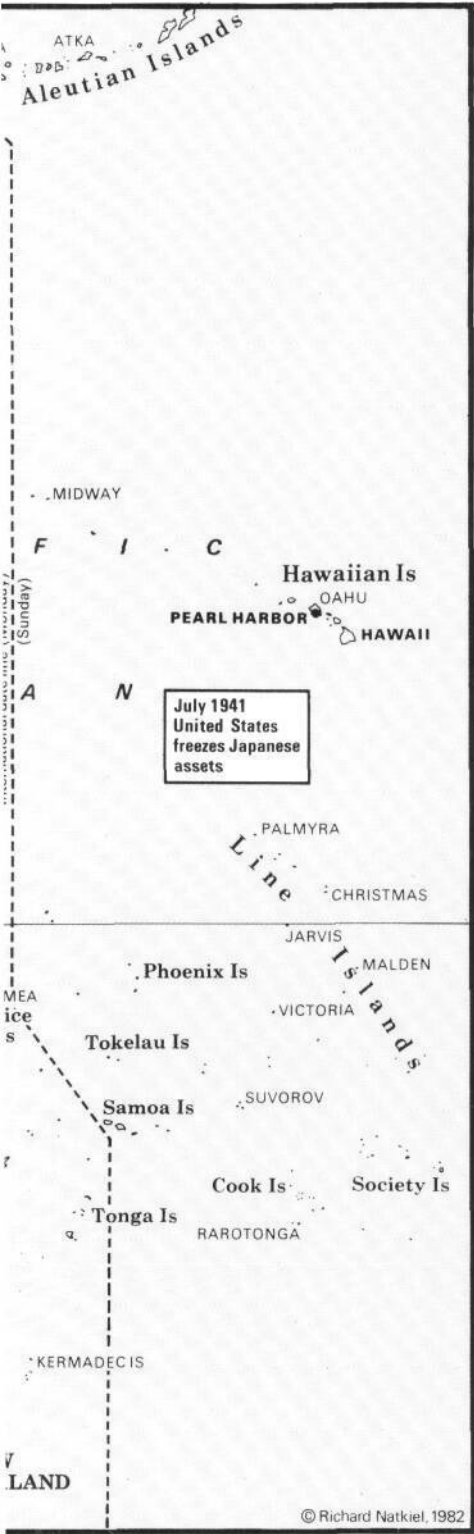 ATKA
Aleutian Islands
MIDWAY
F I C
Hawaiian Is
OAHU
PEARL HARBOR
HAWAII
(Sunday)
A N
July 1941
United States
freezes Japanese
assets
PALMYRA
Line Islands
CHRISTMAS
JARVIS
Phoenix Is
MALDEN
MEA
ice
s
VICTORIA
Tokelau Is
Samoa Is
SUVOROV
Cook Is
Society Is
Tonga Is
RAROTONGA
KERMADEC IS
LAND
© Richard Natkiel, 1982